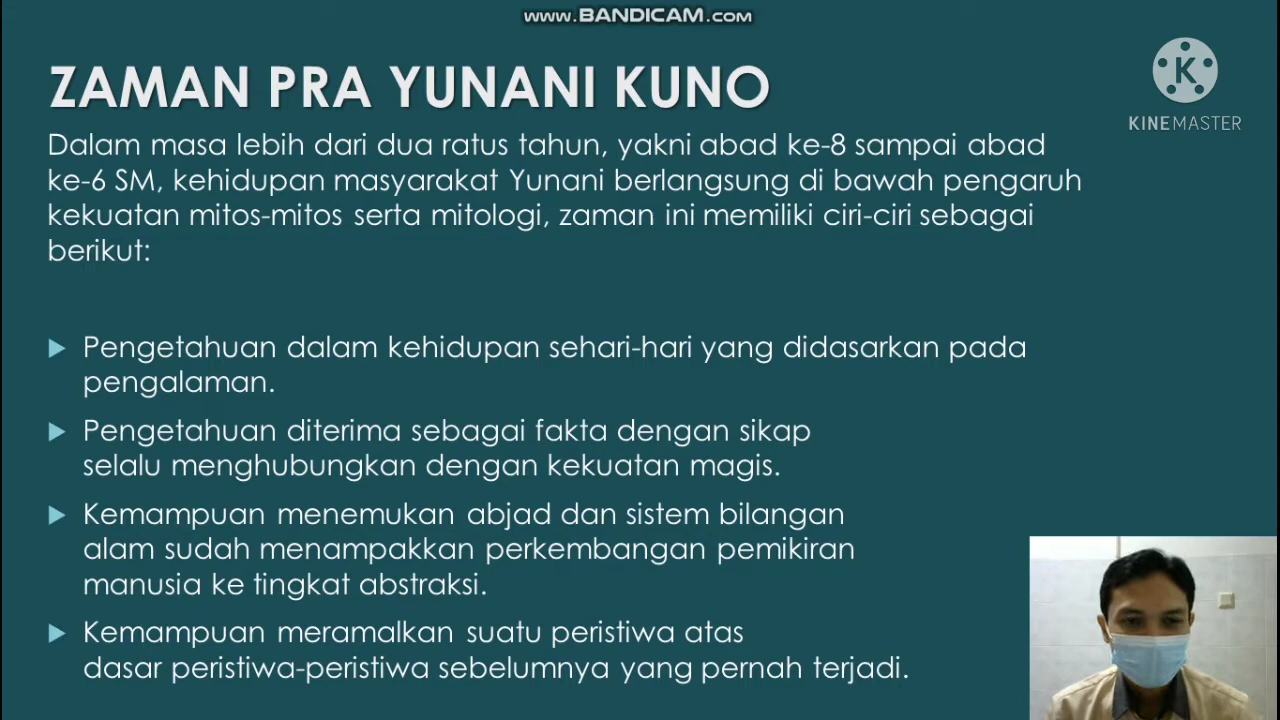 www.BANDICAM.com
ZAMAN PRA YUNANI KUNO
K
KINEMASTER
Dalam masa lebih dari dua ratus tahun, yakni abad ke-8 sampai abad
ke-6 SM, kehidupan masyarakat Yunani berlangsung di bawah pengaruh
kekuatan mitos-mitos serta mitologi, zaman ini memiliki ciri-ciri sebagai
berikut:
Pengetahuan dalam kehidupan sehari-hari yang didasarkan pada
pengalaman.
Pengetahuan diterima sebagai fakta dengan sikap
selalu menghubungkan dengan kekuatan magis.
Kemampuan menemukan abjad dan sistem bilangan
alam sudah menampakkan perkembangan pemikiran
manusia ke tingkat abstraksi.
Kemampuan meramalkan suatu peristiwa atas
dasar peristiwa-peristiwa sebelumnya yang pernah terjadi.